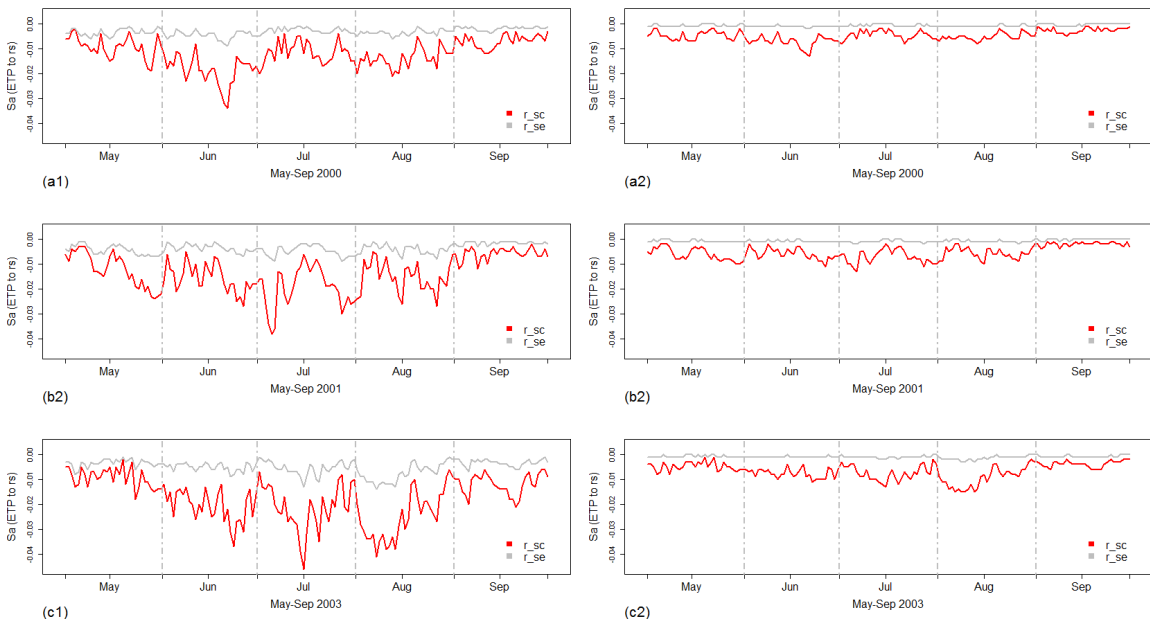 Sa (ETP to rs)
0.00
-0.01
-0.02
-0.03
-0.04
r_sc
r_se
May
Jun
Jul
Aug
Sep
May-Sep 2000
(a1)
Sa (ETP to rs)
0.00
-0.01
-0.02
-0.03
-0.04
r_sc
r_se
May
Jun
Jul
Aug
Sep
May-Sep 2000
(a2)
Sa (ETP to rs)
0.00
-0.01
-0.02
-0.03
-0.04
r_sc
r_se
May
Jun
Jul
Aug
Sep
May-Sep 2001
(b2)
Sa (ETP to rs)
0.00
-0.01
-0.02
-0.03
-0.04
r_sc
r_se
May
Jun
Jul
Aug
Sep
May-Sep 2001
(b2)
Sa (ETP to rs)
0.00
-0.01
-0.02
-0.03
-0.04
r_sc
r_se
May
Jun
Jul
Aug
Sep
May-Sep 2003
(c1)
Sa (ETP to rs)
0.00
-0.01
-0.02
-0.03
-0.04
r_sc
r_se
May
Jun
Jul
Aug
Sep
May-Sep 2003
(c2)